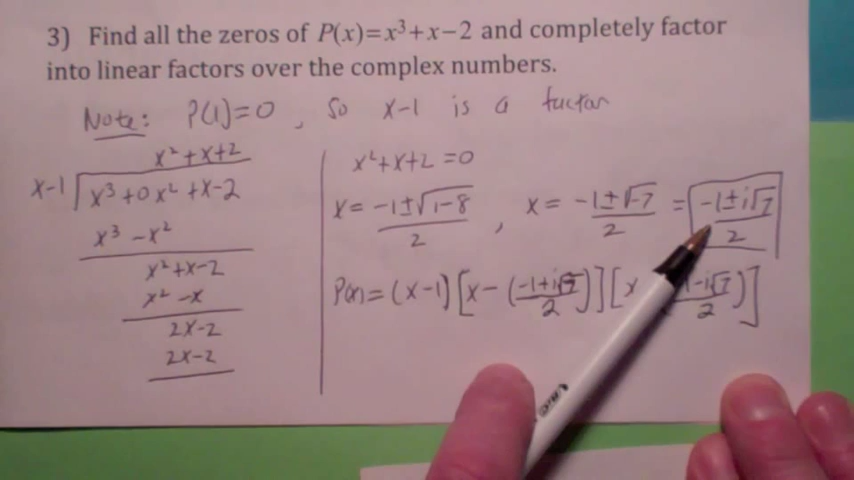 3) Find all the zeros of P(x)=x³+x−2 and completely factor
into linear factors over the complex numbers.
Note: P(1)=0, so x−1 is a factor
x²+x+2
x−1 x³+0x²+x−2
x³−x²
x²+x−2
x²−x
2x−2
2x−2
x²+x+2=0
x = (−1±√(1−8))/2, x = (−1±√−7)/2 = (−1±i√7)/2
P(x)=(x−1)[x−((−1+i√7)/2)][x 1−i√7)/2)]